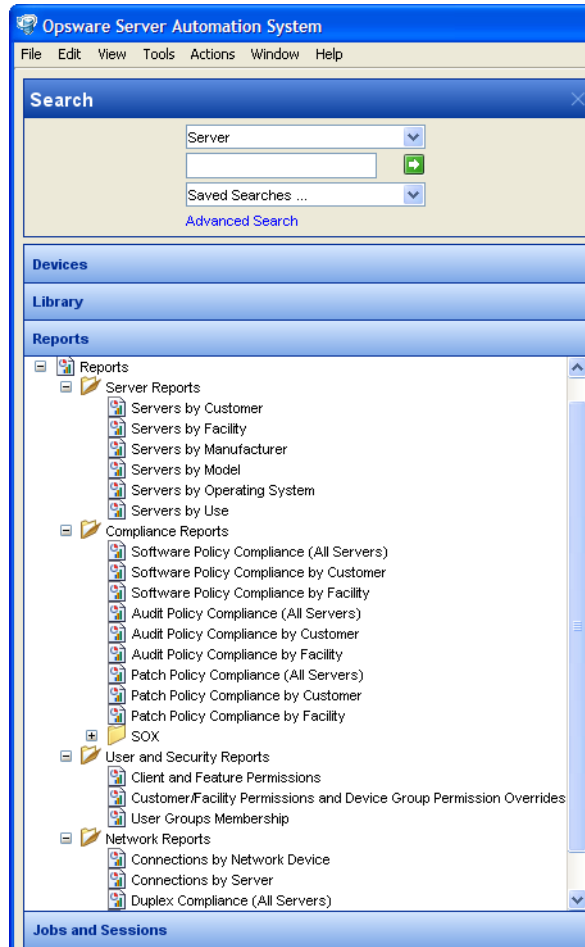 Opsware Server Automation System
File Edit View Tools Actions Window Help
Search
Server
Saved Searches ...
Advanced Search
Devices
Library
Reports
Reports
Server Reports
Servers by Customer
Servers by Facility
Servers by Manufacturer
Servers by Model
Servers by Operating System
Servers by Use
Compliance Reports
Software Policy Compliance (All Servers)
Software Policy Compliance by Customer
Software Policy Compliance by Facility
Audit Policy Compliance (All Servers)
Audit Policy Compliance by Customer
Audit Policy Compliance by Facility
Patch Policy Compliance (All Servers)
Patch Policy Compliance by Customer
Patch Policy Compliance by Facility
SOX
User and Security Reports
Client and Feature Permissions
Customer/Facility Permissions and Device Group Permission Overrides
User Groups Membership
Network Reports
Connections by Network Device
Connections by Server
Duplex Compliance (All Servers)
Jobs and Sessions